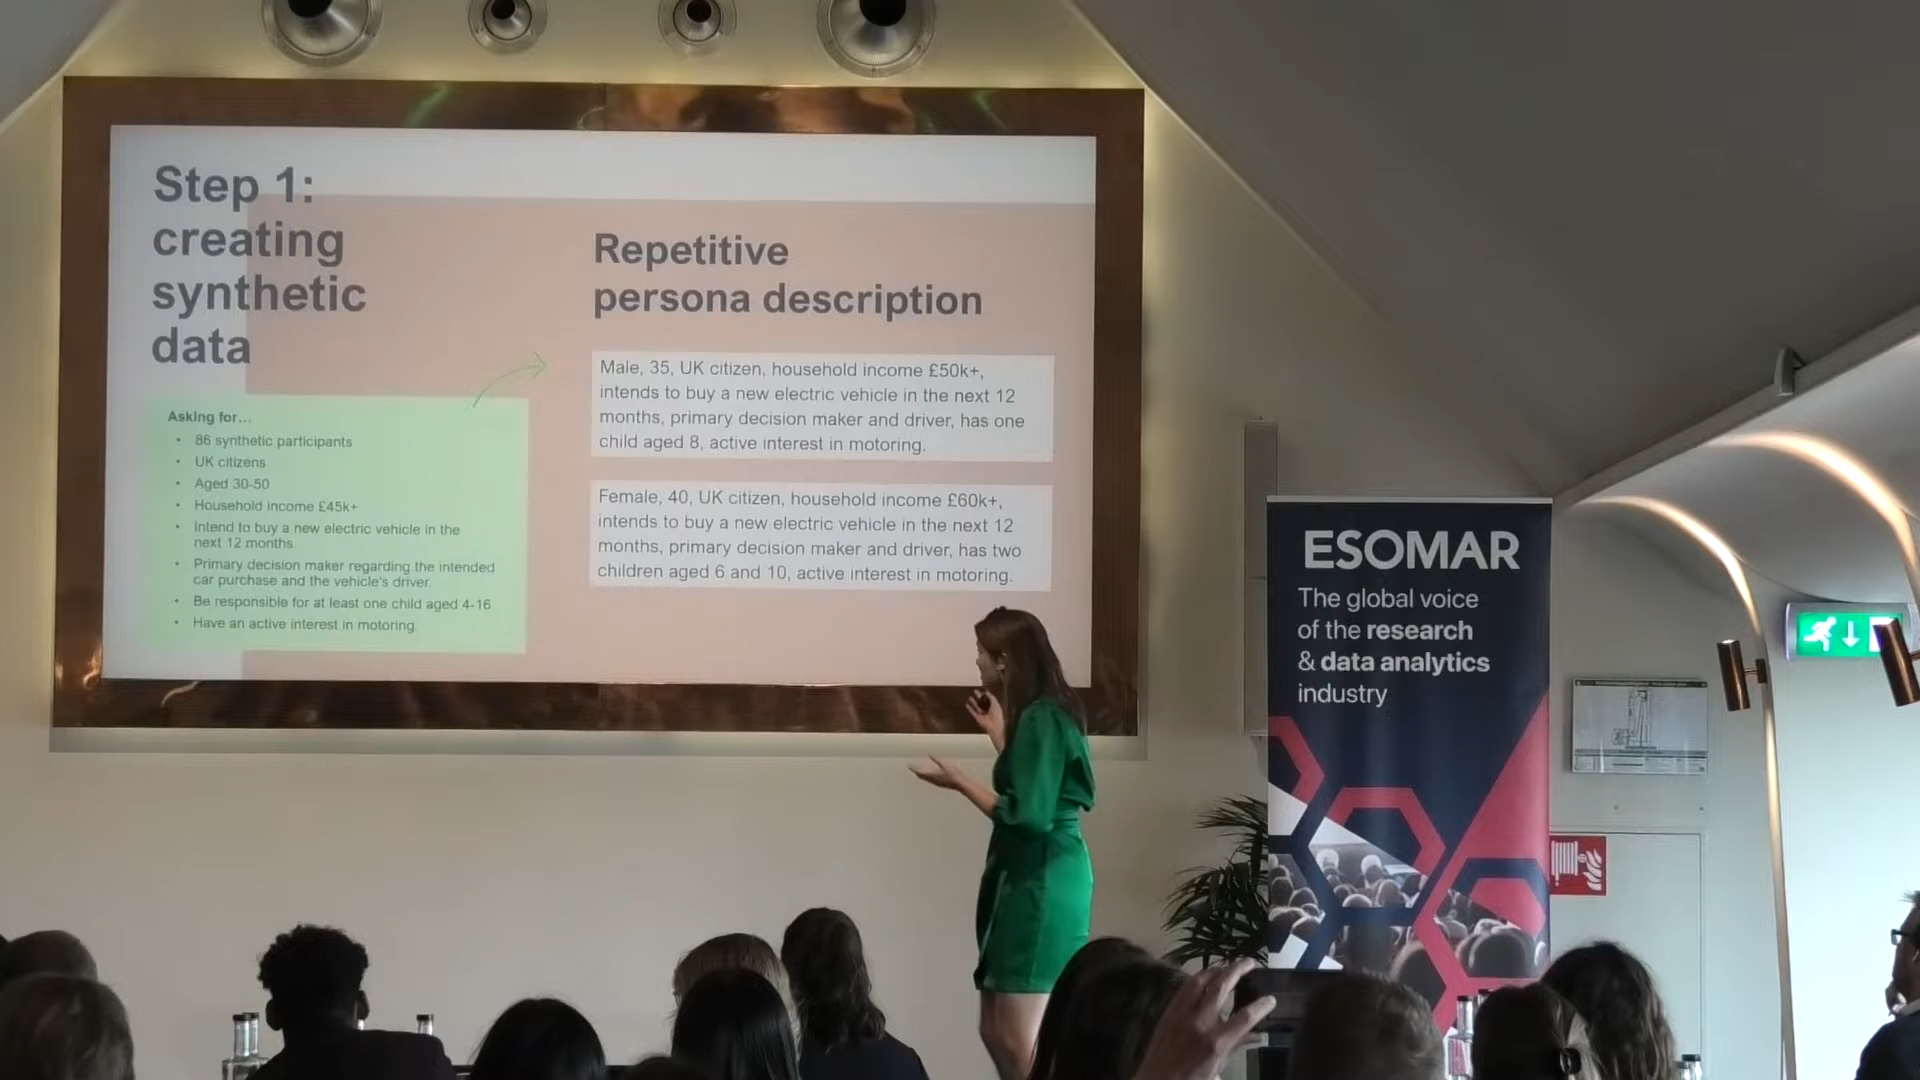 Step 1:
creating
synthetic
data
Asking for...
• 86 synthetic participants
• UK citizens
• Aged 30-50
• Household income £45k+
• Intend to buy a new electric vehicle in the
next 12 months.
• Primary decision maker regarding the intended
car purchase and the vehicle's driver.
• Be responsible for at least one child aged 4-16
• Have an active interest in motoring.
Repetitive
persona description
Male, 35, UK citizen, household income £50k+,
intends to buy a new electric vehicle in the next 12
months, primary decision maker and driver, has one
child aged 8, active interest in motoring.
Female, 40, UK citizen, household income £60k+,
intends to buy a new electric vehicle in the next 12
months, primary decision maker and driver, has two
children aged 6 and 10, active interest in motoring.
ESOMAR
The global voice
of the research
& data analytics
industry